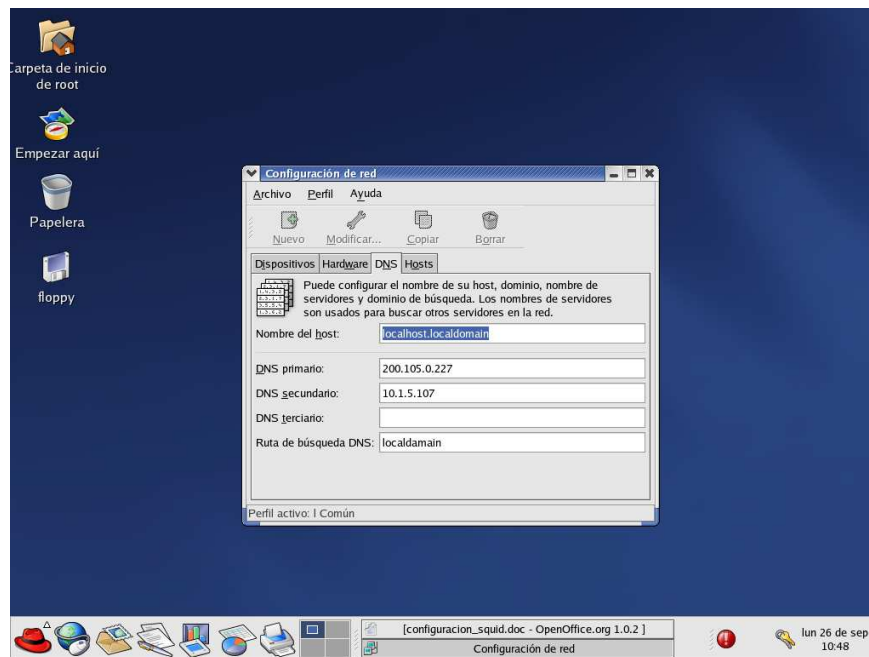 Carpeta de inicio
de root
Empezar aquí
Papelera
floppy
Configuración de red
Archivo Perfil Ayuda
Nuevo Modificar... Copiar Borrar
Dispositivos Hardware DNS Hosts
Puede configurar el nombre de su host, dominio, nombre de
servidores y dominio de búsqueda. Los nombres de servidores
son usados para buscar otros servidores en la red.
Nombre del host: localhost.localdomain
DNS primario: 200.105.0.227
DNS secundario: 10.1.5.107
DNS terciario:
Ruta de búsqueda DNS: localdamain
Perfil activo: l Común
[configuracion_squid.doc - OpenOffice.org 1.0.2 ]
Configuración de red
lun 26 de sep
10:48